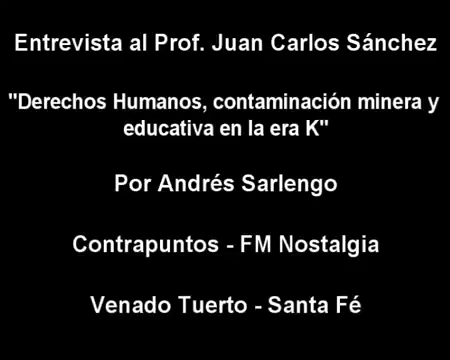 Entrevista al Prof. Juan Carlos Sánchez
"Derechos Humanos, contaminación minera y
educativa en la era K"
Por Andrés Sarlengo
Contrapuntos - FM Nostalgia
Venado Tuerto - Santa Fé